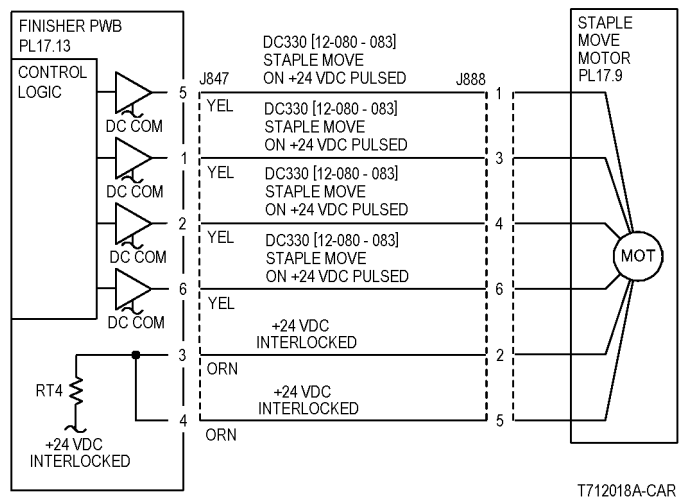 FINISHER PWB
PL17.13
CONTROL
LOGIC
DC COM
DC COM
DC COM
DC COM
RT4
+24 VDC
INTERLOCKED
5
1
2
6
3
4
J847
YEL
YEL
YEL
YEL
ORN
ORN
DC330 [12-080 - 083]
STAPLE MOVE
ON +24 VDC PULSED
DC330 [12-080 - 083]
STAPLE MOVE
ON +24 VDC PULSED
DC330 [12-080 - 083]
STAPLE MOVE
ON +24 VDC PULSED
DC330 [12-080 - 083]
STAPLE MOVE
ON +24 VDC PULSED
+24 VDC
INTERLOCKED
+24 VDC
INTERLOCKED
J888
1
3
4
6
2
5
STAPLE
MOVE
MOTOR
PL17.9
MOT
T712018A-CAR